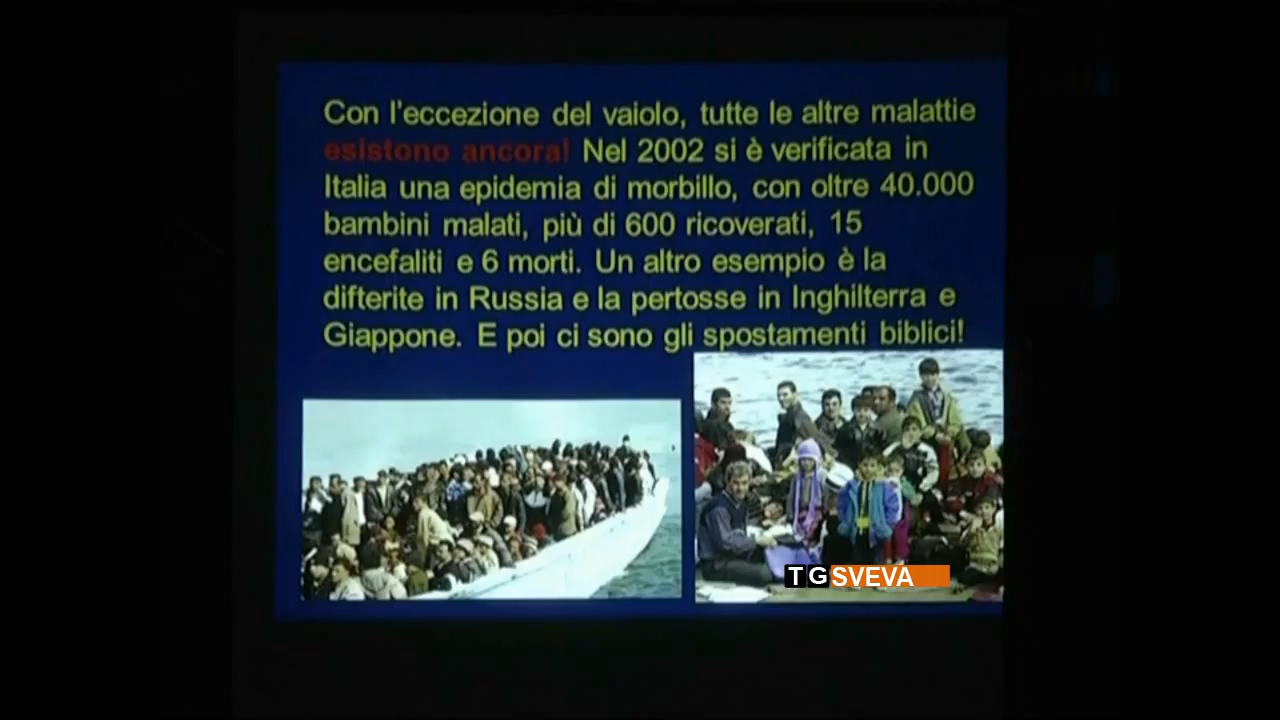 Con l'eccezione del vaiolo, tutte le altre malattie
esistono ancora! Nel 2002 si è verificata in
Italia una epidemia di morbillo, con oltre 40.000
bambini malati, più di 600 ricoverati, 15
encefaliti e 6 morti. Un altro esempio è la
difterite in Russia e la pertosse in Inghilterra e
Giappone. E poi ci sono gli spostamenti biblici!
TG SVEVA